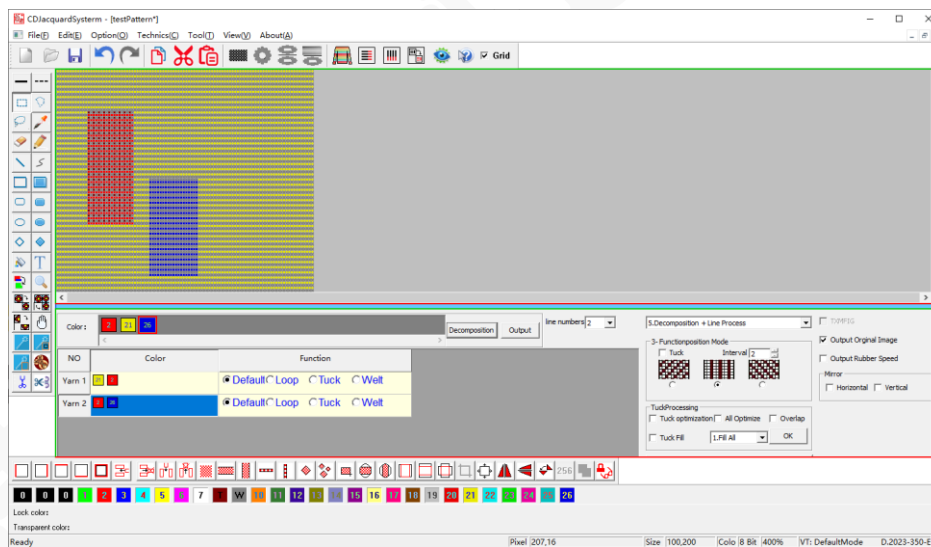 CDJacquardSysterm - [testPattern*]
File(F) Edit(E) Option(O) Technics(C) Tool(T) View(V) About(A)
Grid
Color: 2 21 26
Decomposition Output
line numbers 2
NO Color Function
Yarn 1 21 2 Default Loop Tuck Welt
Yarn 2 2 26 Default Loop Tuck Welt
5.Decomposition + Line Process
3- Functionposition Mode
Tuck Interval 2
TuckProcessing
Tuck optimization All Optimize Overlap
Tuck Fill 1.Fill All OK
Output Orginal Image
Output Rubber Speed
Mirror
Horizontal Vertical
256
0 0 0 1 2 3 4 5 6 7 W 10 11 12 13 15 16 17 18 19 20 21 22 23 24 25 26
Lock color:
Transparent color:
Ready Pixel 207,16 Size 100,200 Colo 8 Bit 400% VT: DefaultMode D.2023-350-E